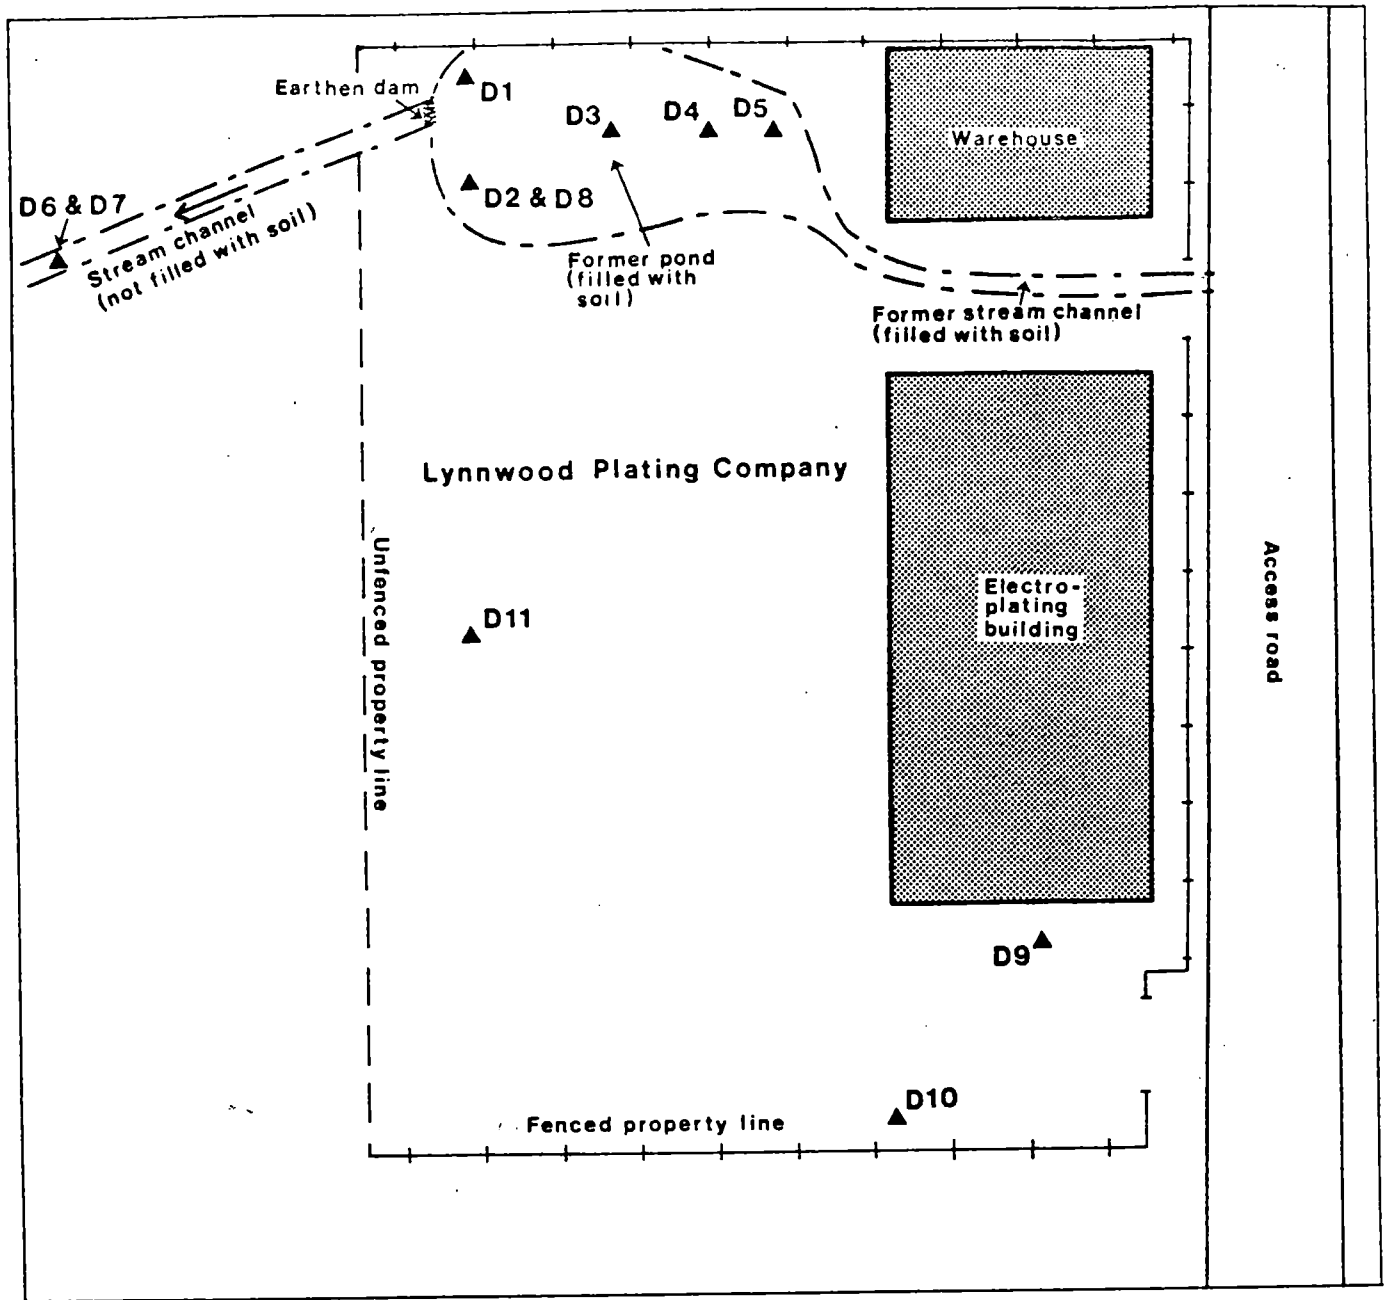 Earthen dam
D1
D3
D4
D5
Warehouse
D6 & D7
D2 & D8
Stream channel
(not filled with soil)
Former pond
(filled with
soil)
Former stream channel
(filled with soil)
Lynnwood Plating Company
Unfenced property line
Electro-
plating
building
Access road
D11
D9
D10
Fenced property line